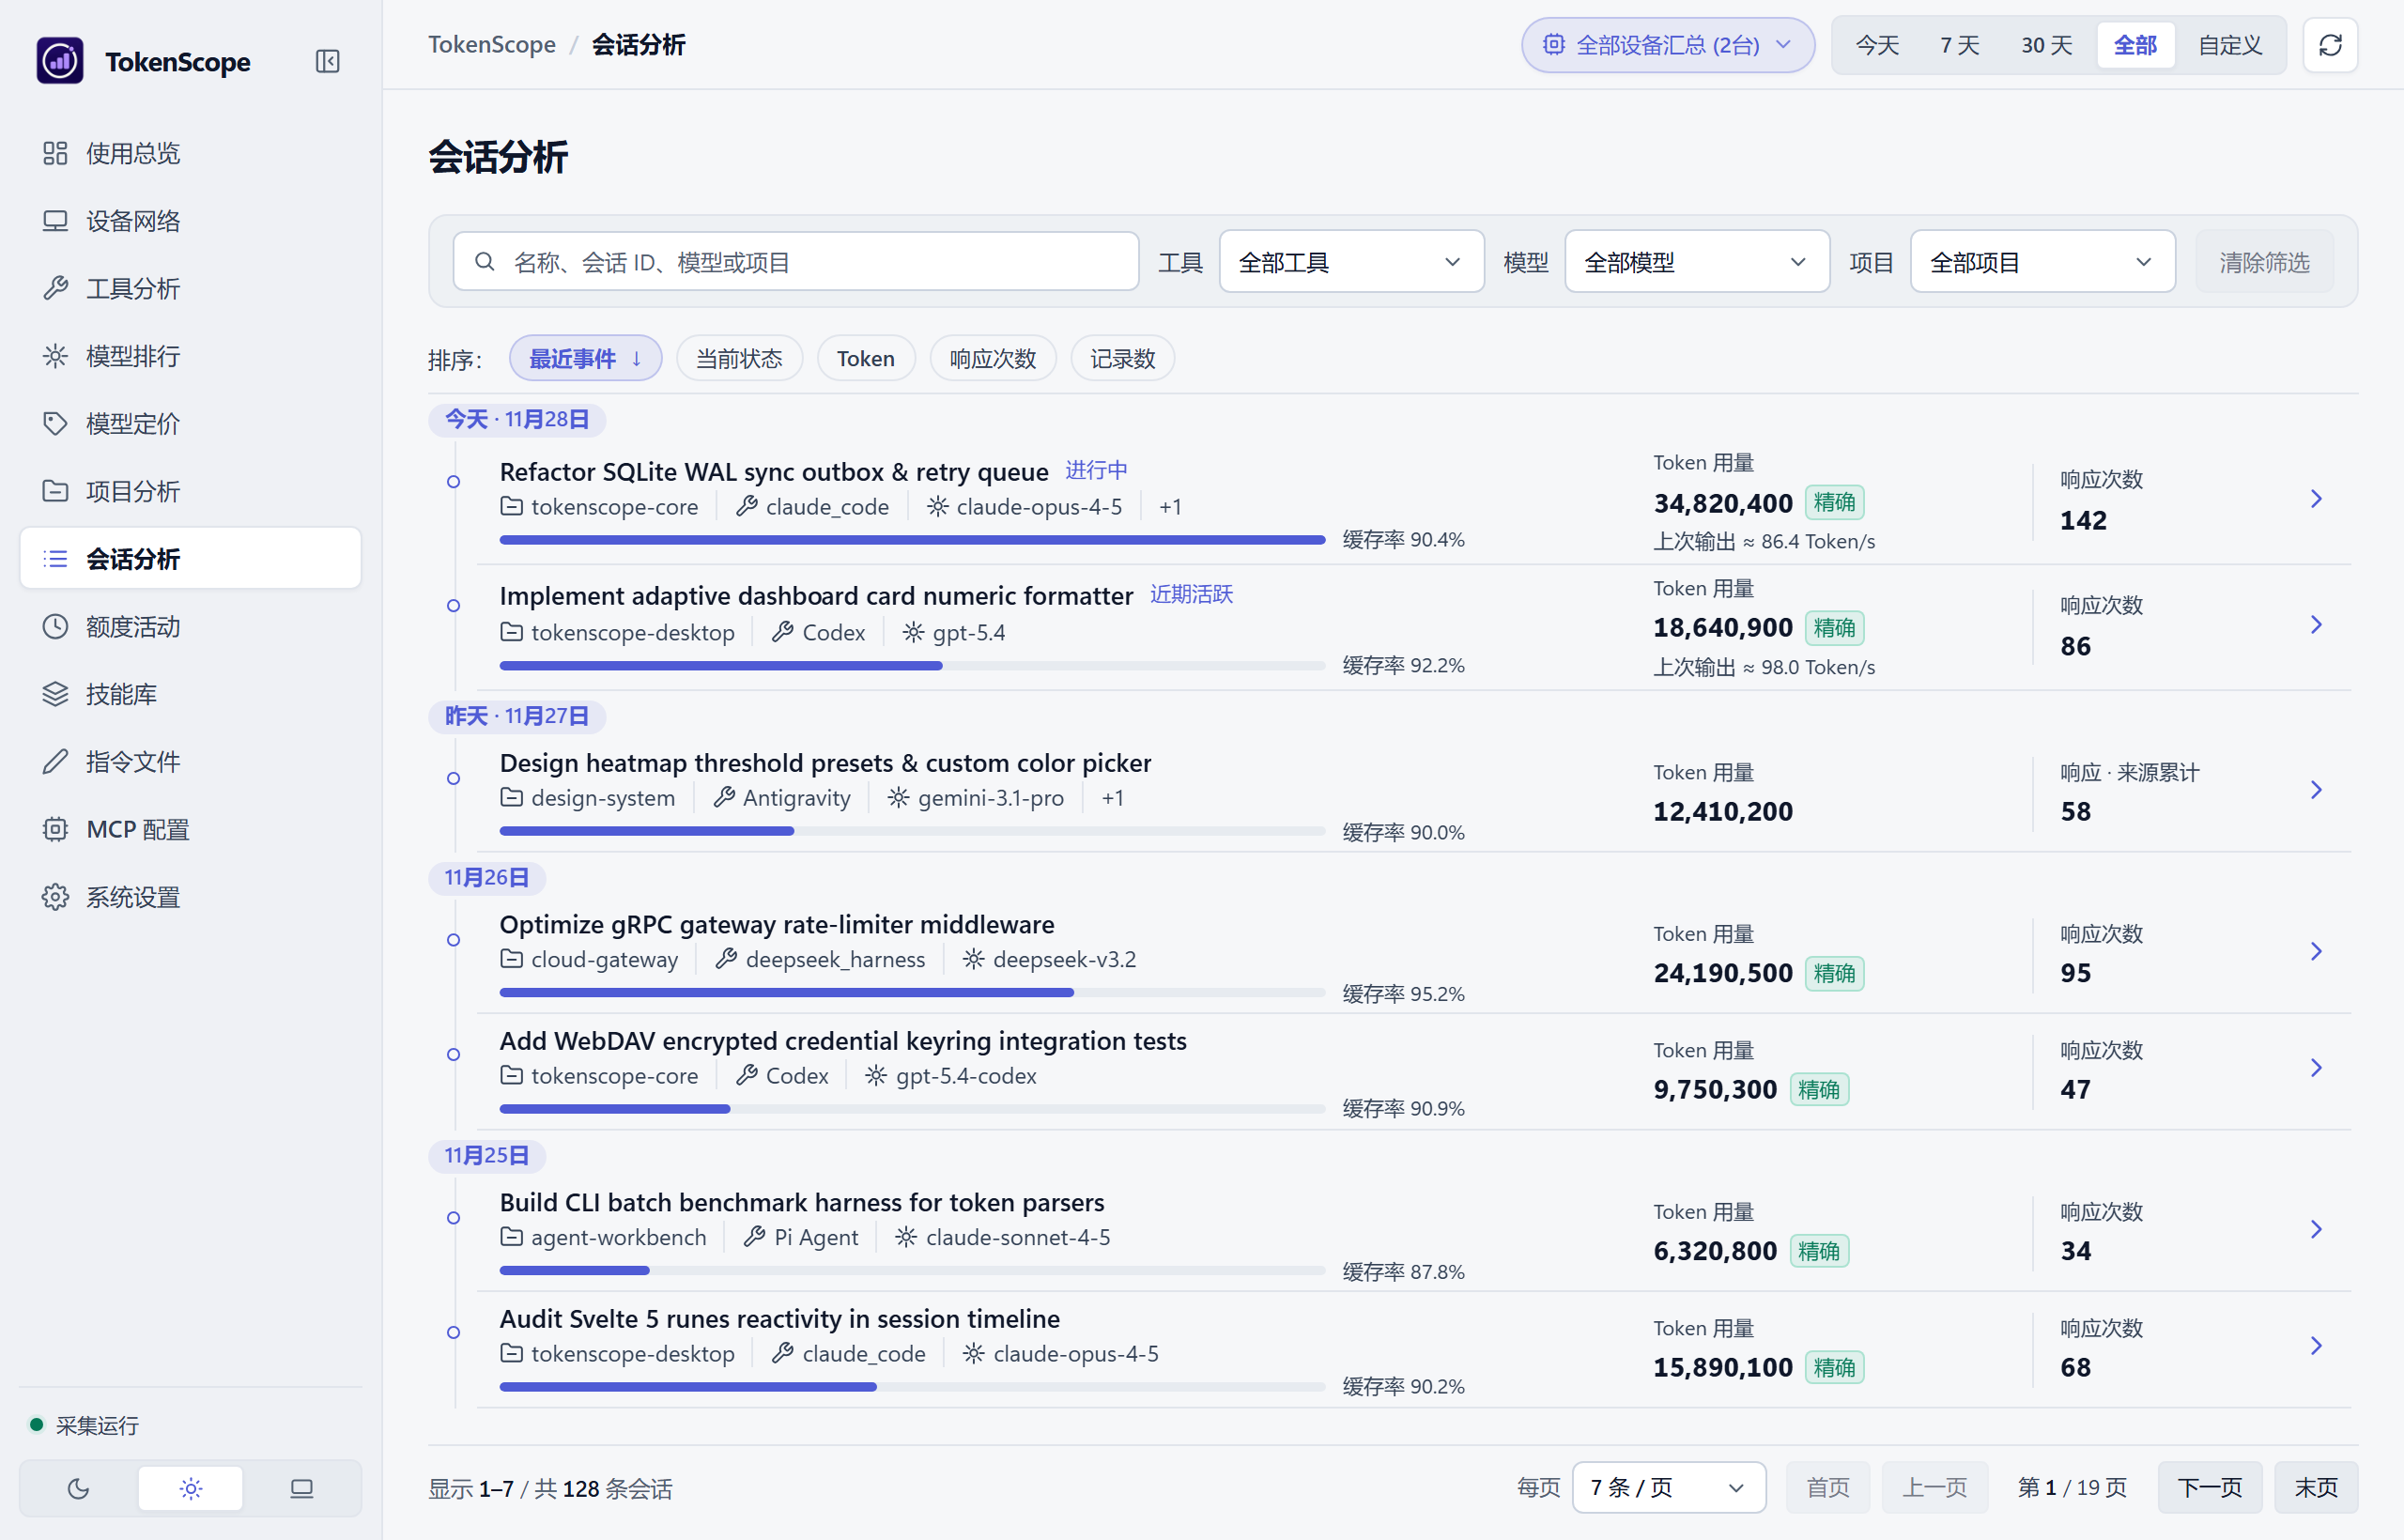 TokenScope
使用总览
设备网络
工具分析
模型排行
模型定价
项目分析
会话分析
额度活动
技能库
指令文件
MCP 配置
系统设置
采集运行
TokenScope / 会话分析
全部设备汇总 (2台)
今天 7 天 30 天 全部 自定义
会话分析
名称、会话 ID、模型或项目
工具 全部工具
模型 全部模型
项目 全部项目
清除筛选
排序: 最近事件 ↓ 当前状态 Token 响应次数 记录数
今天 · 11月28日
Refactor SQLite WAL sync outbox & retry queue 进行中
tokenscope-core claude_code claude-opus-4-5 +1
缓存率 90.4%
Token 用量
34,820,400 精确
上次输出 ≈ 86.4 Token/s
响应次数
142
Implement adaptive dashboard card numeric formatter 近期活跃
tokenscope-desktop Codex gpt-5.4
缓存率 92.2%
Token 用量
18,640,900 精确
上次输出 ≈ 98.0 Token/s
响应次数
86
昨天 · 11月27日
Design heatmap threshold presets & custom color picker
design-system Antigravity gemini-3.1-pro +1
缓存率 90.0%
Token 用量
12,410,200
响应 · 来源累计
58
11月26日
Optimize gRPC gateway rate-limiter middleware
cloud-gateway deepseek_harness deepseek-v3.2
缓存率 95.2%
Token 用量
24,190,500 精确
响应次数
95
Add WebDAV encrypted credential keyring integration tests
tokenscope-core Codex gpt-5.4-codex
缓存率 90.9%
Token 用量
9,750,300 精确
响应次数
47
11月25日
Build CLI batch benchmark harness for token parsers
agent-workbench Pi Agent claude-sonnet-4-5
缓存率 87.8%
Token 用量
6,320,800 精确
响应次数
34
Audit Svelte 5 runes reactivity in session timeline
tokenscope-desktop claude_code claude-opus-4-5
缓存率 90.2%
Token 用量
15,890,100 精确
响应次数
68
显示 1–7 / 共 128 条会话
每页 7 条 / 页 首页 上一页 第 1 / 19 页 下一页 末页